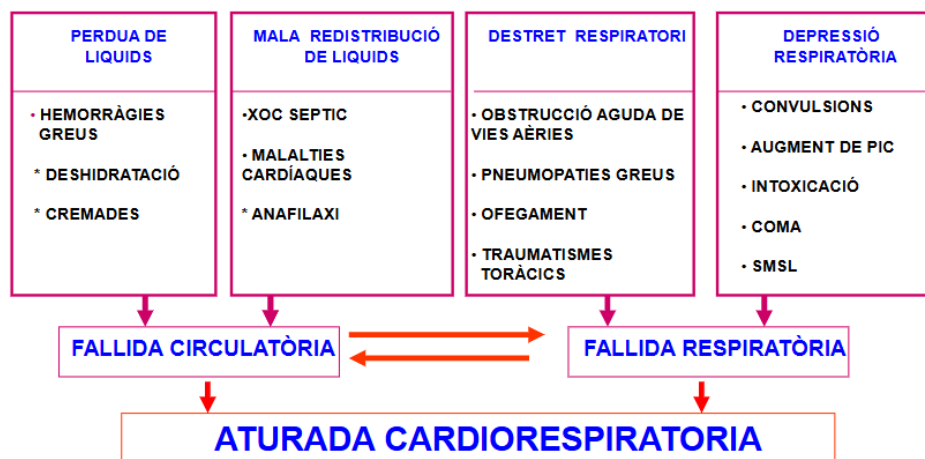 PERDUA DE
LIQUIDS
• HEMORRÀGIES
GREUS
* DESHIDRATACIÓ
* CREMADES
MALA REDISTRIBUCIÓ
DE LIQUIDS
•XOC SEPTIC
• MALALTIES
CARDÍAQUES
* ANAFILAXI
DESTRET RESPIRATORI
• OBSTRUCCIÓ AGUDA DE
VIES AÈRIES
• PNEUMOPATIES GREUS
• OFEGAMENT
• TRAUMATISMES
TORÀCICS
DEPRESSIÓ
RESPIRATÒRIA
• CONVULSIONS
• AUGMENT DE PIC
• INTOXICACIÓ
• COMA
• SMSL
FALLIDA CIRCULATÒRIA
FALLIDA RESPIRATÒRIA
ATURADA CARDIORESPIRATORIA